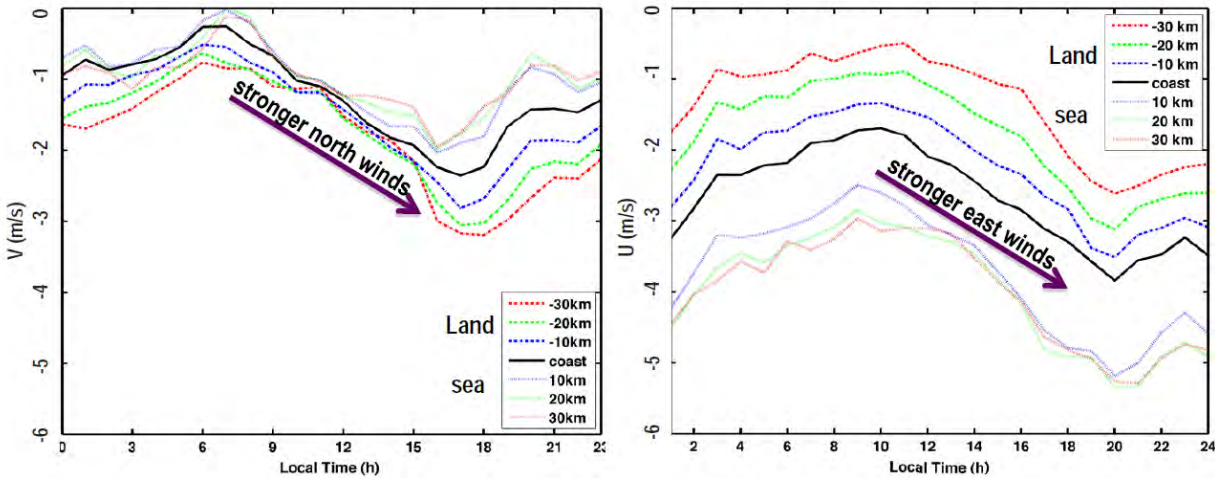 0
-1
-2
-3
-4
-5
-6
V (m/s)
0
3
6
9
12
15
18
21
23
Local Time (h)
stronger north winds
Land
sea
-30km
-20km
-10km
coast
10km
20km
30km
0
-1
-2
-3
-4
-5
-6
U (m/s)
2
4
6
8
10
12
14
16
18
20
22
24
Local Time (h)
stronger east winds
Land
sea
-30 km
-20 km
-10 km
coast
10 km
20 km
30 km